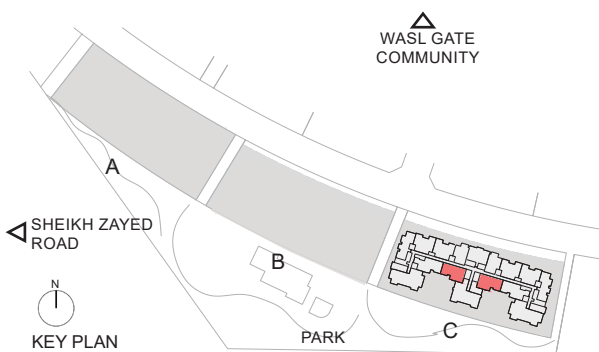 WASL GATE
COMMUNITY
A
SHEIKH ZAYED
ROAD
B
N
KEY PLAN
PARK
C